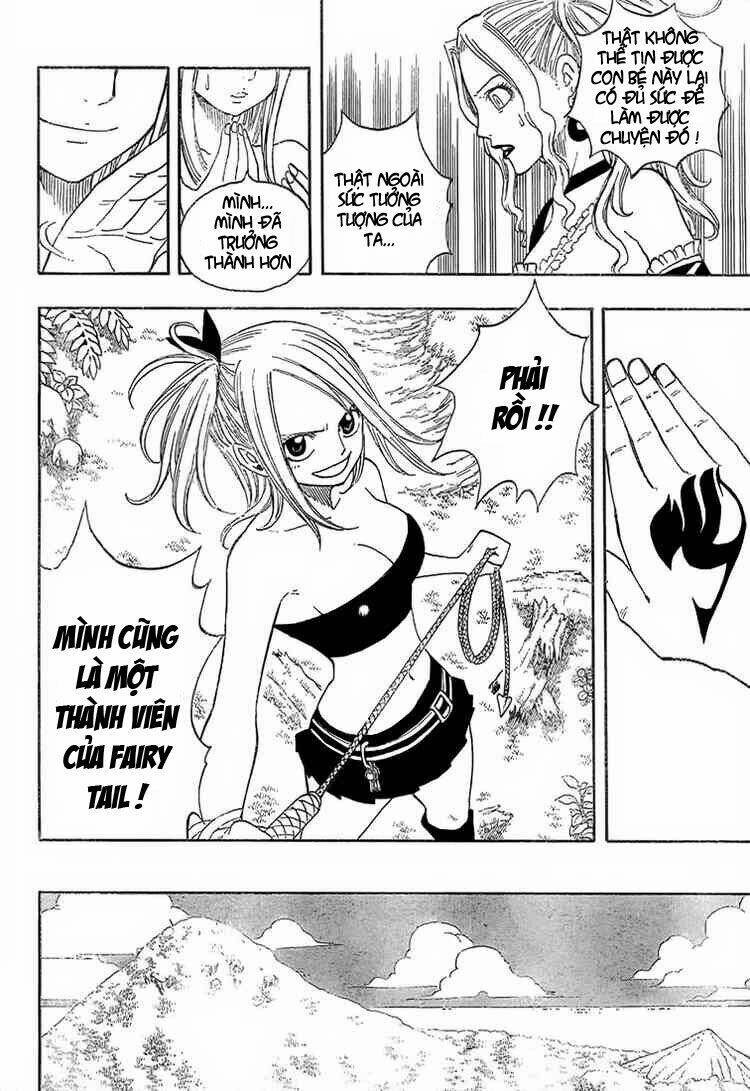 THẬT KHÔNG
THỂ TIN ĐƯỢC
CON BÉ NÀY LẠI
CÓ ĐỦ SỨC ĐỂ
LÀM ĐƯỢC
CHUYỆN ĐÓ !
THẬT NGOÀI
SỨC TƯỞNG
TƯỢNG CỦA
TA...
MÌNH...
MÌNH ĐÃ
TRƯỞNG
THÀNH HƠN
PHẢI
RỒI !!
MÌNH CŨNG
LÀ MỘT
THÀNH VIÊN
CỦA FAIRY
TAIL !